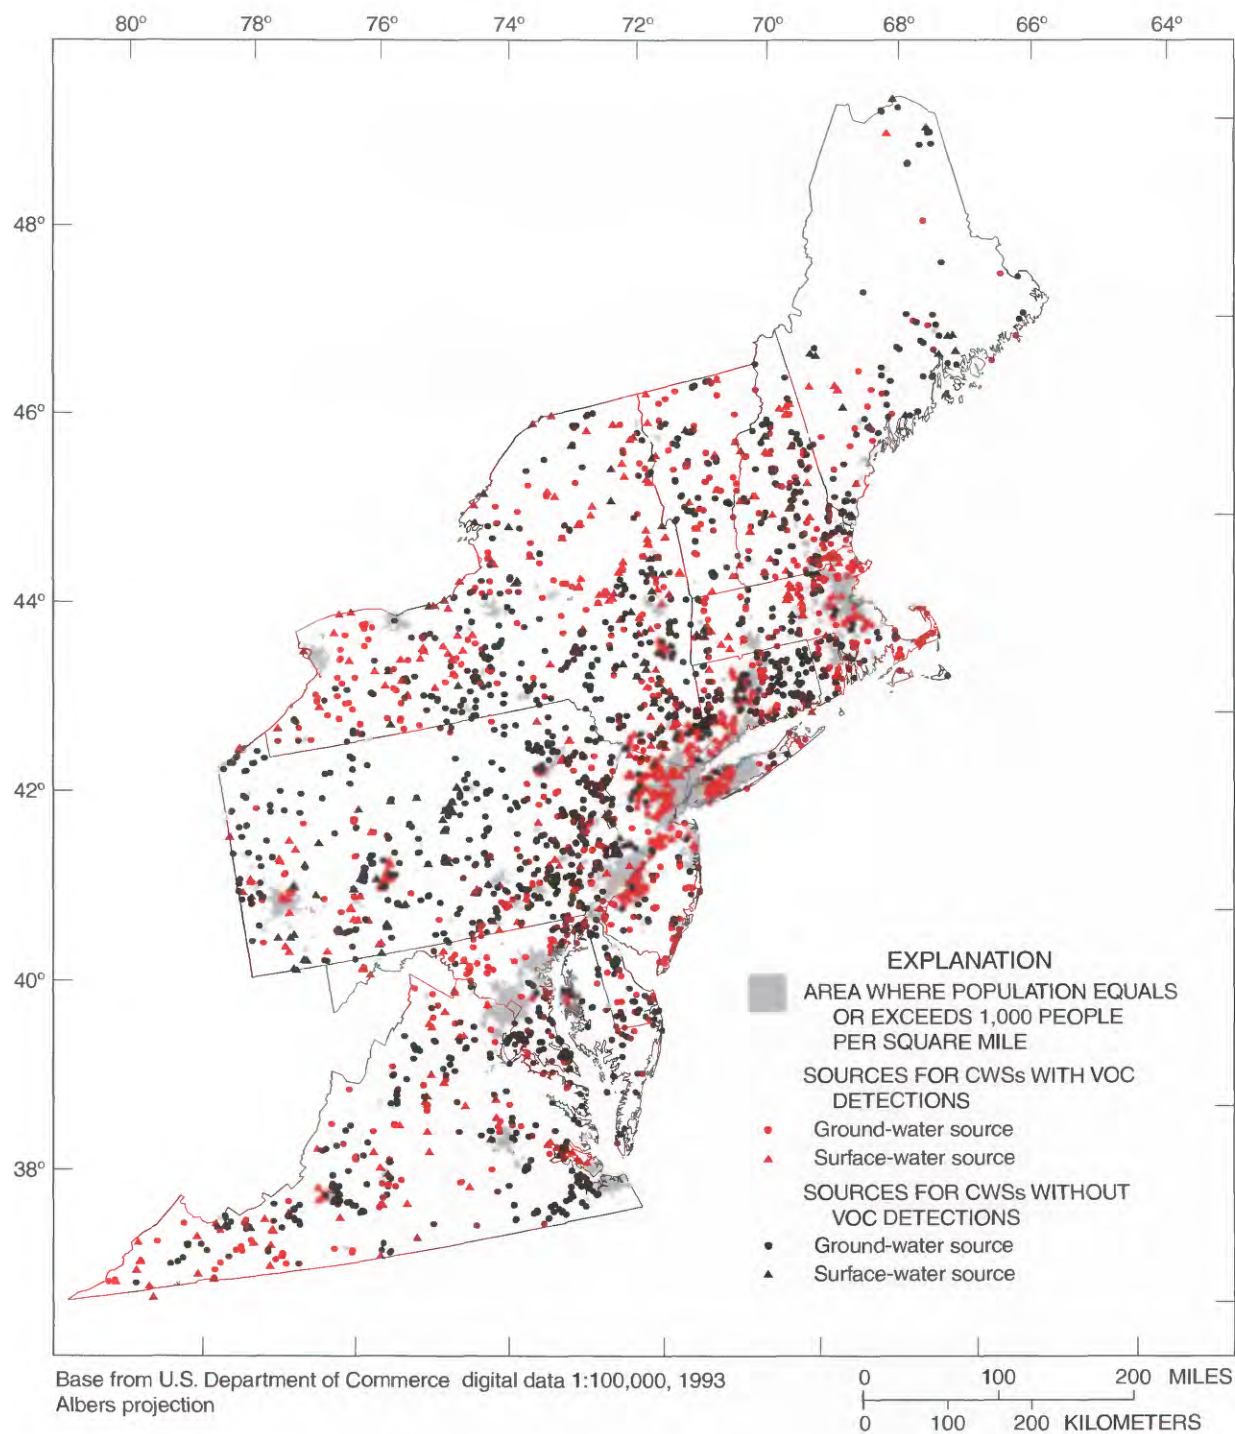 80° 78° 76° 74° 72° 70° 68° 66° 64°
48°
46°
44°
42°
40°
38°
EXPLANATION
AREA WHERE POPULATION EQUALS
OR EXCEEDS 1,000 PEOPLE
PER SQUARE MILE
SOURCES FOR CWSs WITH VOC
DETECTIONS
Ground-water source
Surface-water source
SOURCES FOR CWSs WITHOUT
VOC DETECTIONS
Ground-water source
Surface-water source
Base from U.S. Department of Commerce digital data 1:100,000, 1993
Albers projection
0 100 200 MILES
0 100 200 KILOMETERS